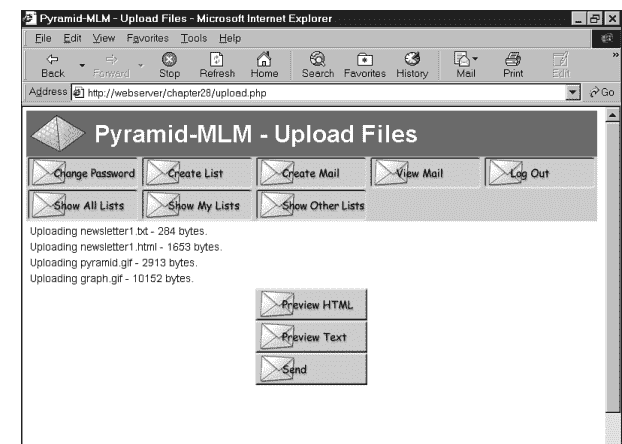 Pyramid-MLM - Upload Files - Microsoft Internet Explorer
File Edit View Favorites Tools Help
Back Forward Stop Refresh Home Search Favorites History Mail Print Edit
Address http://webserver/chapter28/upload.php Go
Pyramid-MLM - Upload Files
Change Password Create List Create Mail View Mail Log Out
Show All Lists Show My Lists Show Other Lists
Uploading newsletter1.txt - 284 bytes.
Uploading newsletter1.html - 1653 bytes.
Uploading pyramid.gif - 2913 bytes.
Uploading graph.gif - 10152 bytes.
Preview HTML
Preview Text
Send